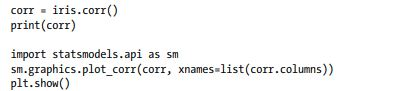 corr = iris.corr()
print(corr)

import statsmodels.api as sm
sm.graphics.plot_corr(corr, xnames=list(corr.columns))
plt.show()